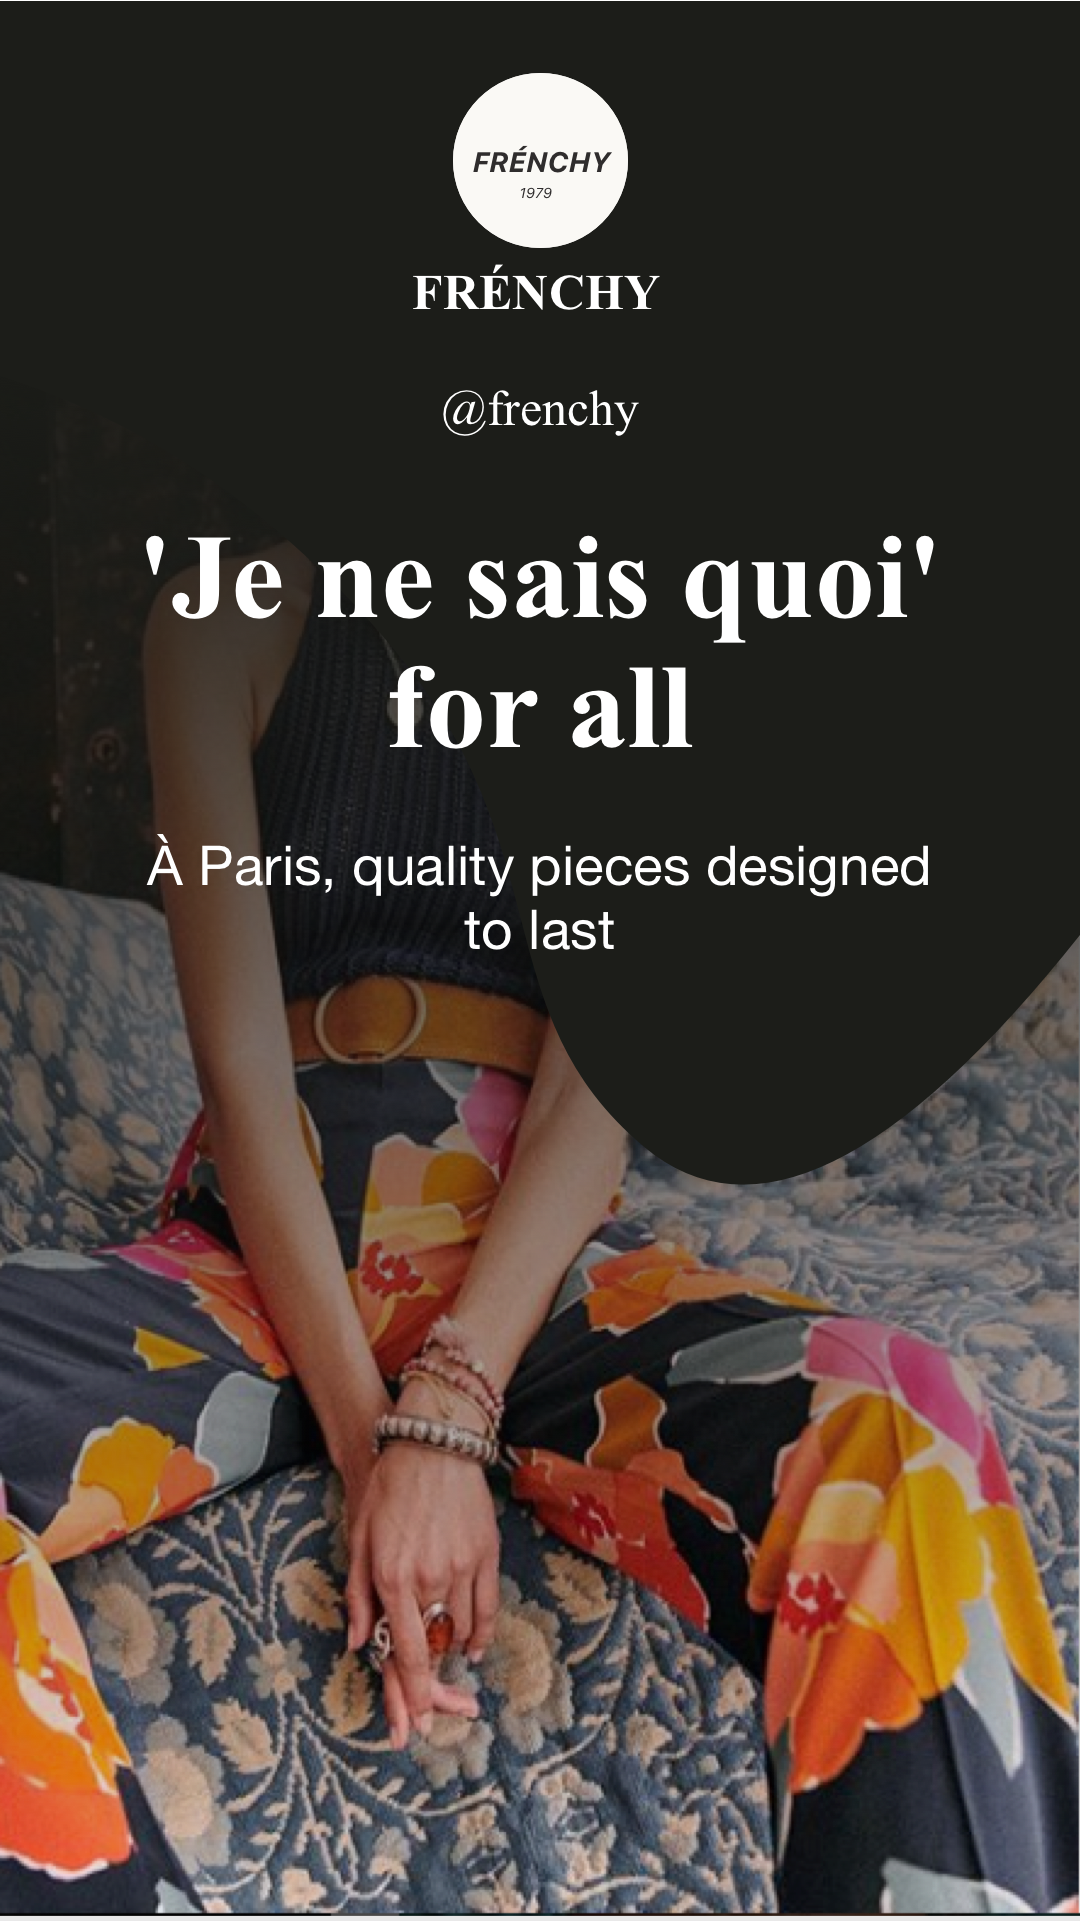 FRÉNCHY
1979
FRÉNCHY
@frenchy
'Je ne sais quoi'
for all
À Paris, quality pieces designed
to last